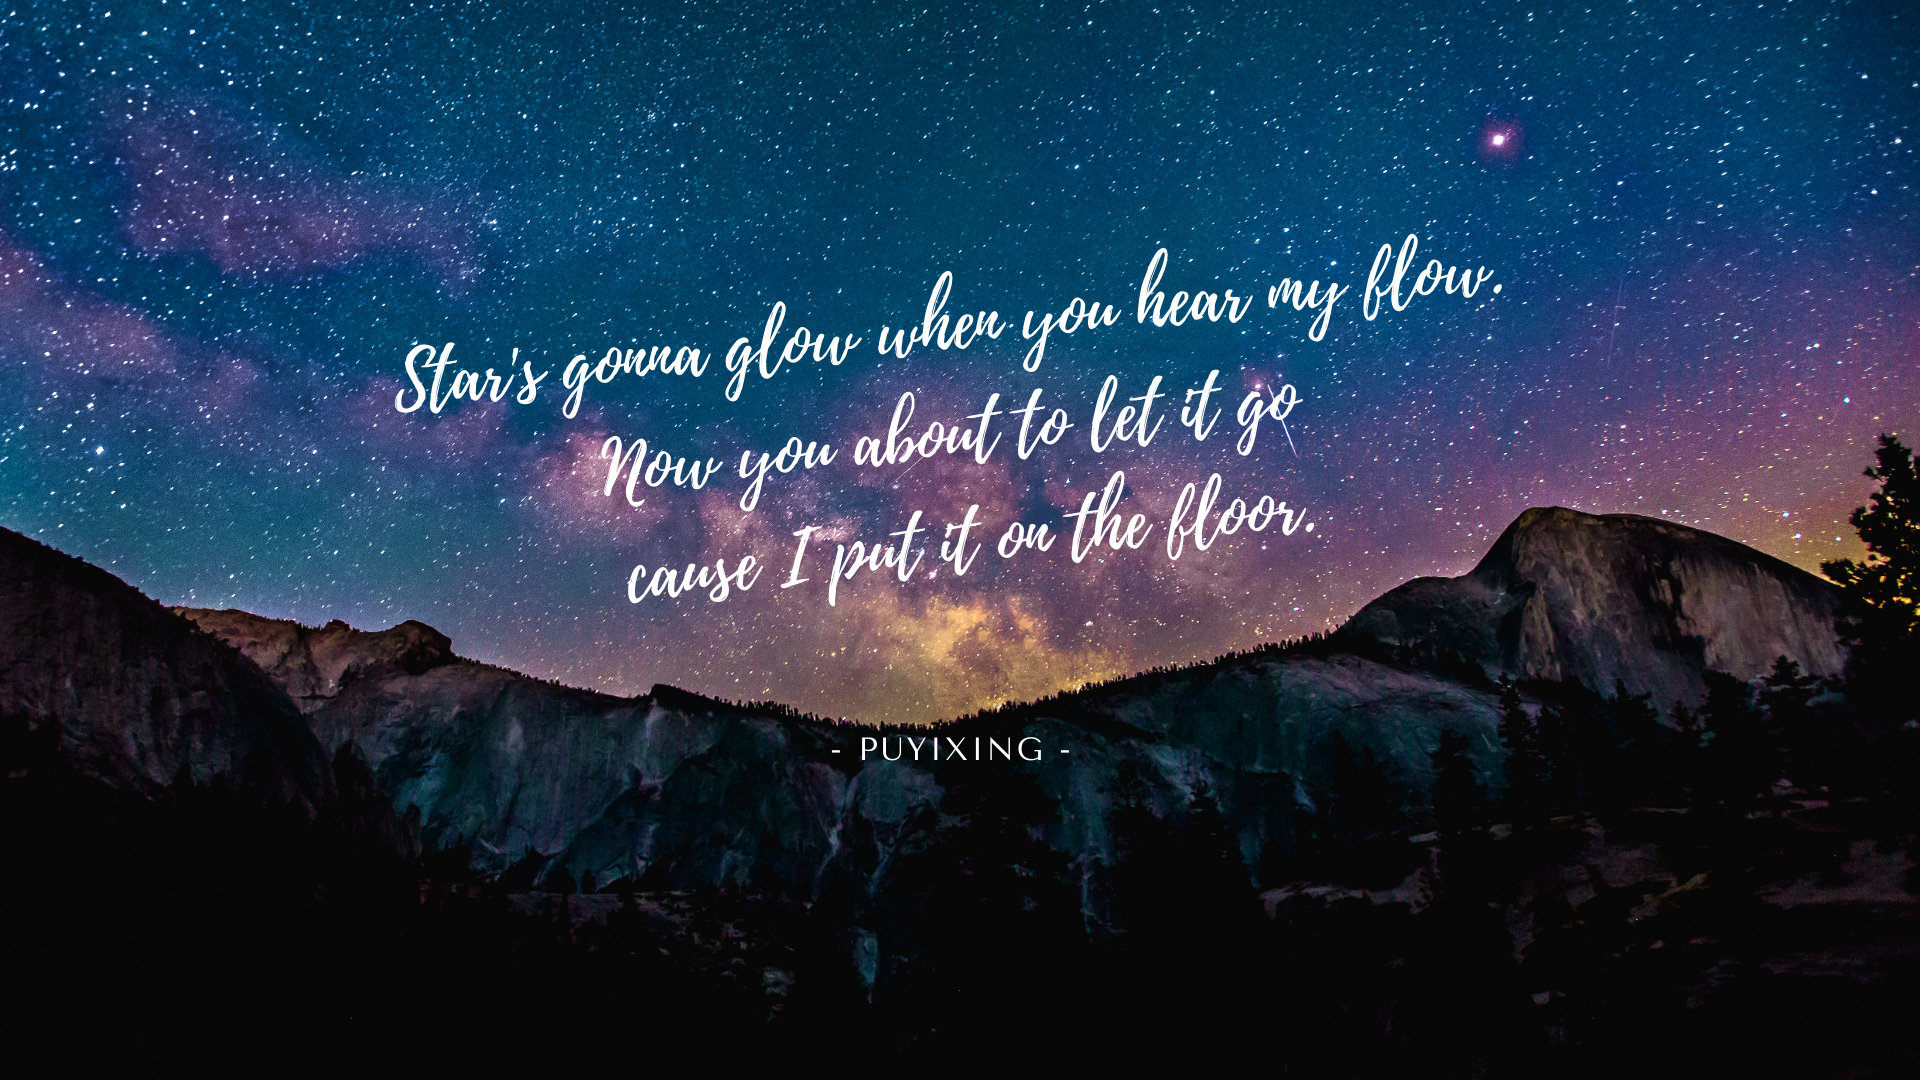 Star's gonna glow when you hear my flow.
Now you about to let it go
cause I put it on the floor.
- PUYIXING -